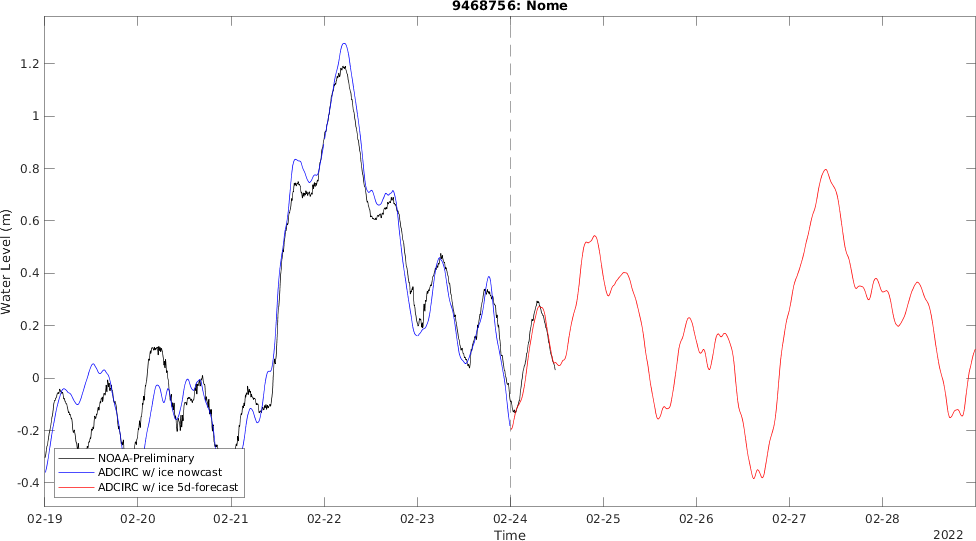 9468756: Nome
Water Level (m)
1.2
1
0.8
0.6
0.4
0.2
0
-0.2
-0.4
NOAA-Preliminary
ADCIRC w/ ice nowcast
ADCIRC w/ ice 5d-forecast
02-19 02-20 02-21 02-22 02-23 02-24 02-25 02-26 02-27 02-28
Time
2022